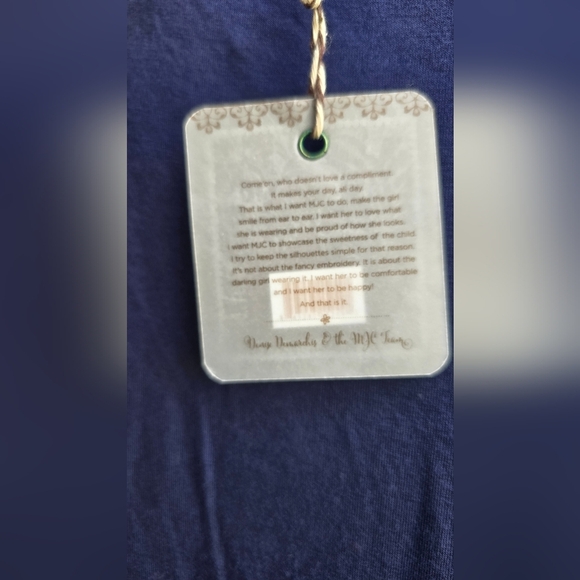 Come on, who doesn't love a compliment.
It makes your day, all day
That is what I want MJC to do, make the girl
smile from ear to ear. I want her to love what
she is wearing and be proud of how she looks.
I want MJC to showcase the sweetness of the child.
I try to keep the silhouettes simple for that reason.
It's not about the fancy embroidery. It is about the
darling girl wearing it. I want her to be comfortable
and I want her to be happy!
And that is it.
& the MJC Team